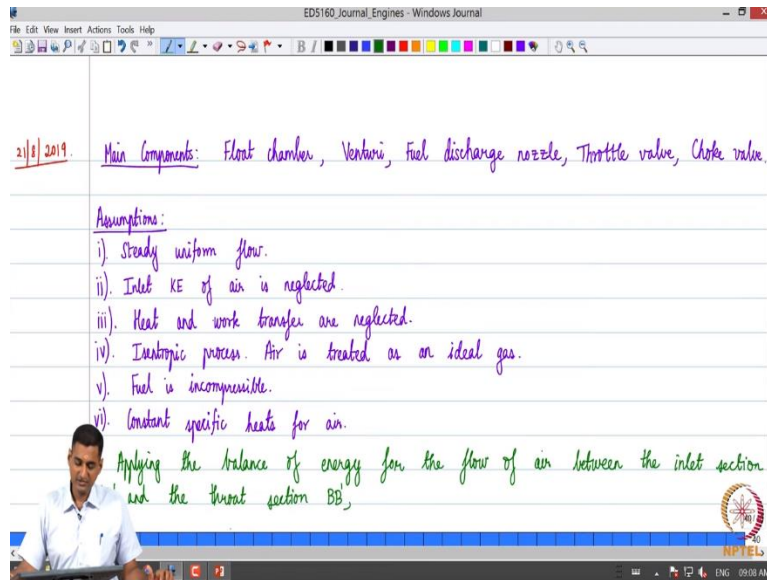 ED5160_Journal_Engines - Windows Journal
File Edit View Insert Actions Tools Help
21/8/2019. Main Components: Float chamber, Venturi, Fuel discharge nozzle, Throttle valve, Choke valve.
Assumptions:
i). Steady uniform flow.
ii). Inlet KE of air is neglected.
iii). Heat and work transfer are neglected.
iv). Isentropic process. Air is treated as an ideal gas.
v). Fuel is incompressible.
vi). Constant specific heats for air.
Applying the balance of energy for the flow of air between the inlet section
and the throat section BB',
40
NPTEL
ENG 09:08 AM